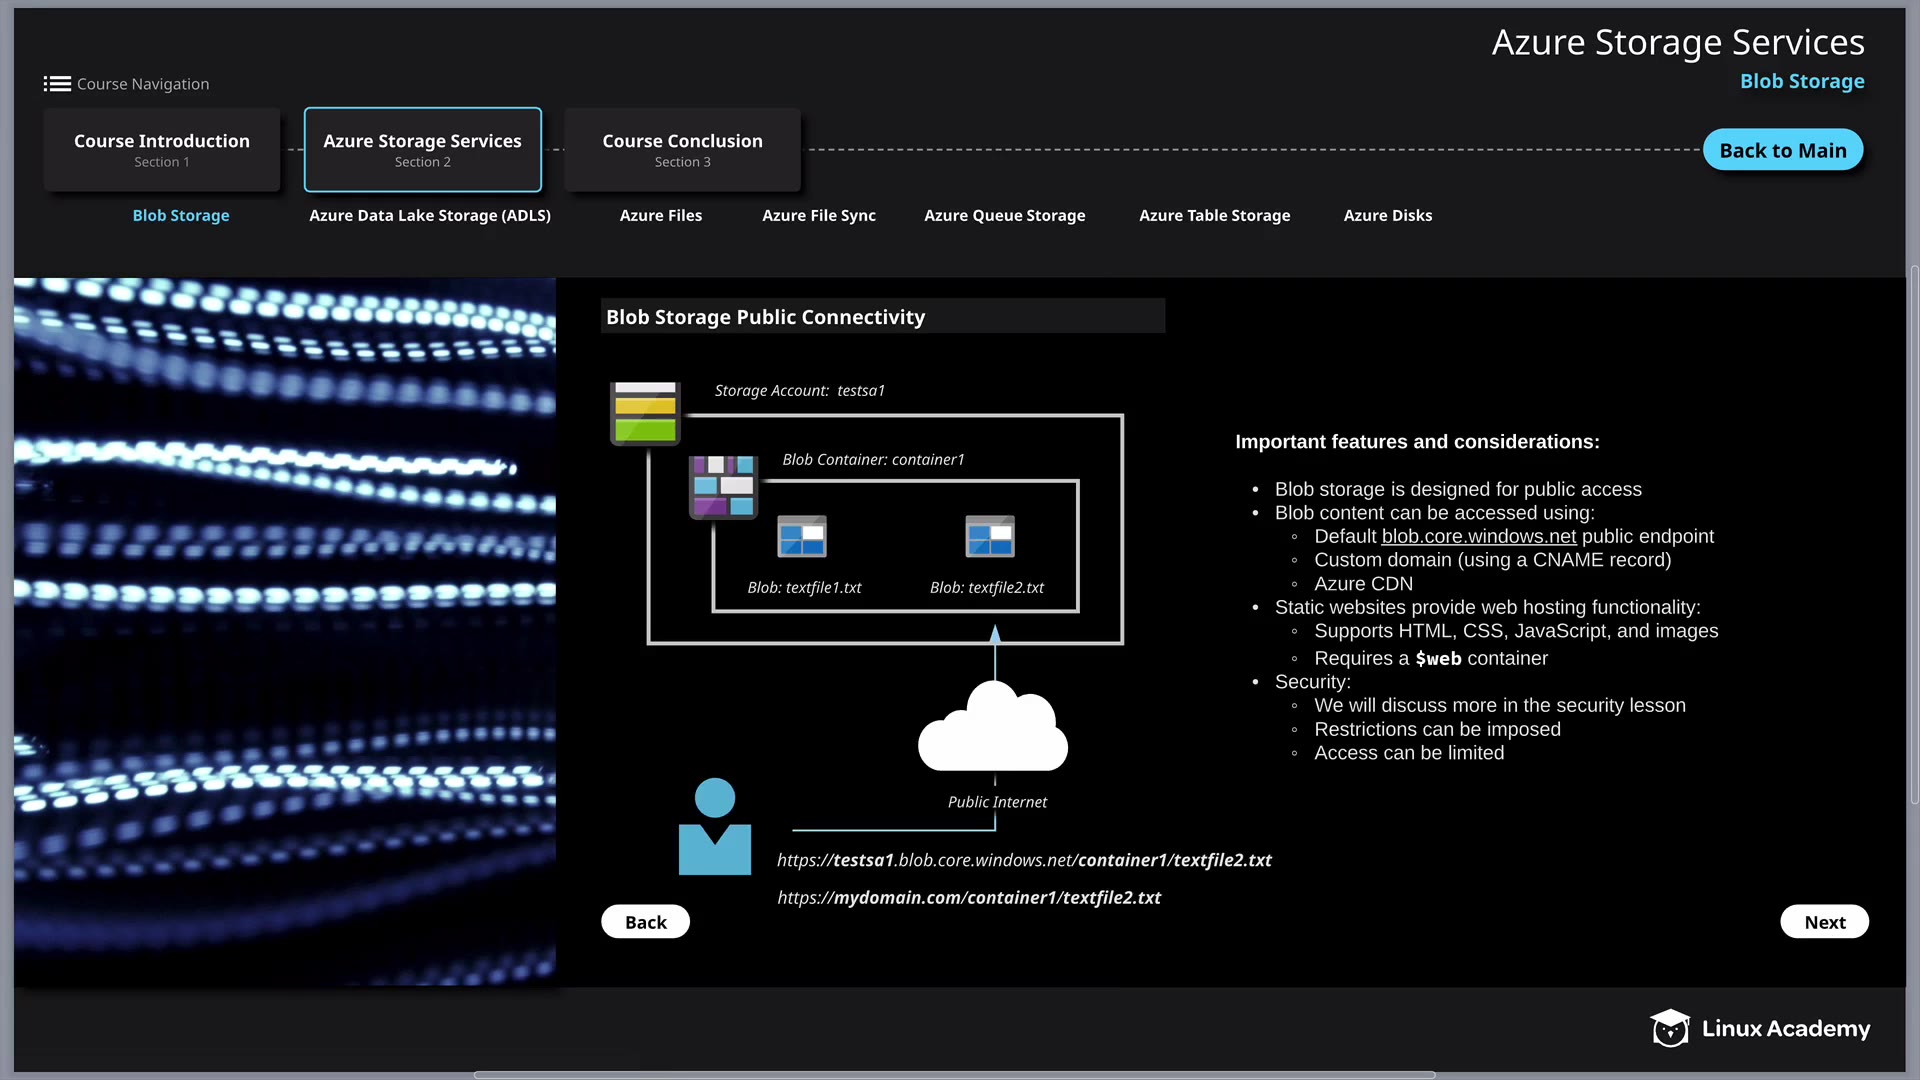 Azure Storage Services
Blob Storage
Course Navigation
Course Introduction
Section 1
Azure Storage Services
Section 2
Course Conclusion
Section 3
Back to Main
Blob Storage
Azure Data Lake Storage (ADLS)
Azure Files
Azure File Sync
Azure Queue Storage
Azure Table Storage
Azure Disks
Blob Storage Public Connectivity
Storage Account: testsa1
Blob Container: container1
Blob: textfile1.txt
Blob: textfile2.txt
Public Internet
https://testsa1.blob.core.windows.net/container1/textfile2.txt
https://mydomain.com/container1/textfile2.txt
Important features and considerations:
• Blob storage is designed for public access
• Blob content can be accessed using:
◦ Default blob.core.windows.net public endpoint
◦ Custom domain (using a CNAME record)
◦ Azure CDN
• Static websites provide web hosting functionality:
◦ Supports HTML, CSS, JavaScript, and images
◦ Requires a $web container
• Security:
◦ We will discuss more in the security lesson
◦ Restrictions can be imposed
◦ Access can be limited
Back
Next
Linux Academy